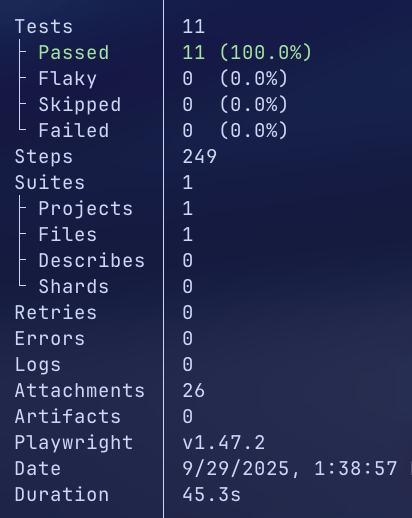 Tests 11
Passed 11 (100.0%)
Flaky 0 (0.0%)
Skipped 0 (0.0%)
Failed 0 (0.0%)
Steps 249
Suites 1
Projects 1
Files 1
Describes 0
Shards 0
Retries 0
Errors 0
Logs 0
Attachments 26
Artifacts 0
Playwright v1.47.2
Date 9/29/2025, 1:38:57
Duration 45.3s